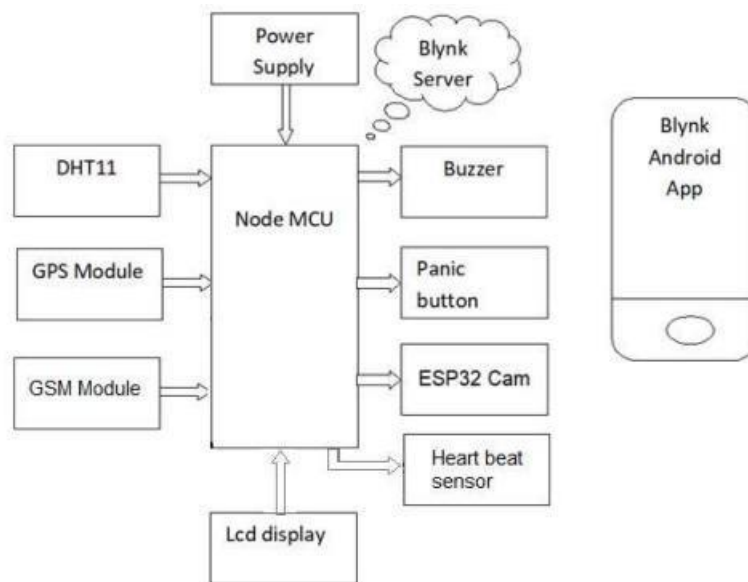 Power
Supply
Blynk
Server
DHT11
Node MCU
Buzzer
Blynk
Android
App
GPS Module
Panic
button
GSM Module
ESP32 Cam
Heart beat
sensor
Lcd display